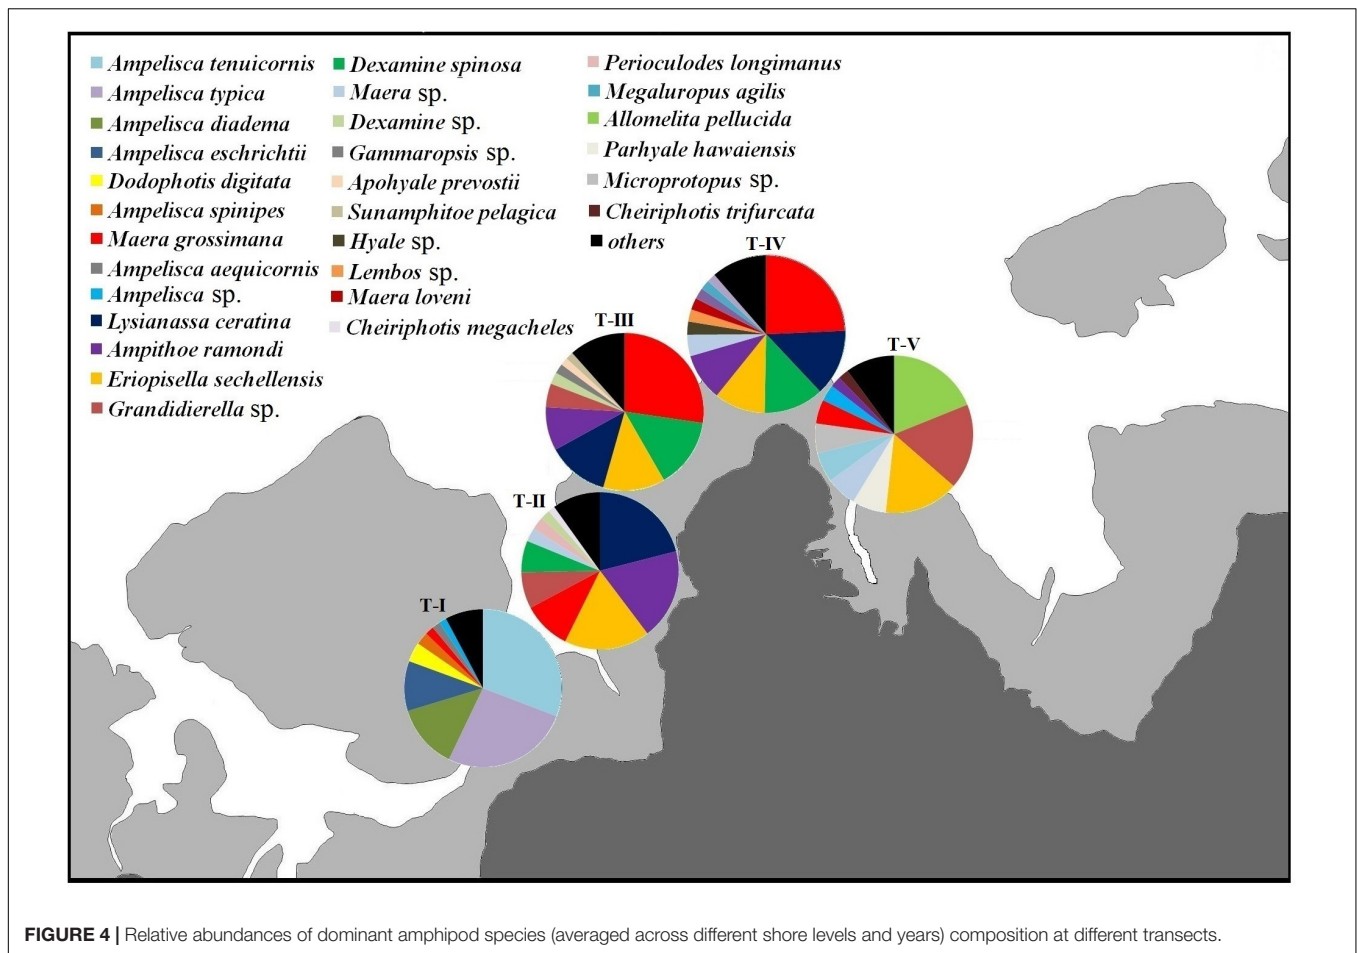 Ampelisca tenuicornis
Ampelisca typica
Ampelisca diadema
Ampelisca eschrichtii
Dodophotis digitata
Ampelisca spinipes
Maera grossimana
Ampelisca aequicornis
Ampelisca sp.
Lysianassa ceratina
Ampithoe ramondi
Eriopisella sechellensis
Grandidierella sp.
Dexamine spinosa
Maera sp.
Dexamine sp.
Gammaropsis sp.
Apohyale prevostii
Sunamphitoe pelagica
Hyale sp.
Lembos sp.
Maera loveni
Cheiriphotis megacheles
Perioculodes longimanus
Megaluropus agilis
Allomelita pellucida
Parhyale hawaiensis
Microprotopus sp.
Cheiriphotis trifurcata
others
T-IV
T-III
T-V
T-II
T-I
FIGURE 4 | Relative abundances of dominant amphipod species (averaged across different shore levels and years) composition at different transects.